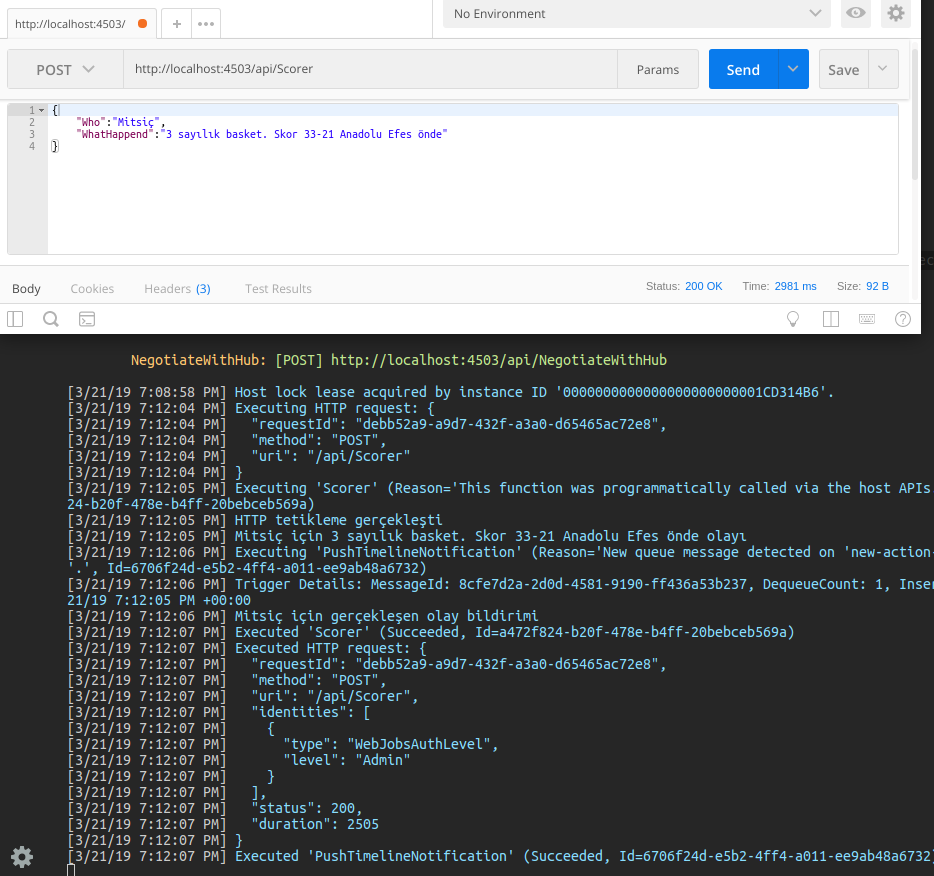 http://localhost:4503/
+
No Environment
POST
http://localhost:4503/api/Scorer
Params
Send
Save
1 {
2 "Who":"Mitsiç",
3 "WhatHappend":"3 sayılık basket. Skor 33-21 Anadolu Efes önde"
4 }
Body Cookies Headers (3) Test Results Status: 200 OK Time: 2981 ms Size: 92 B
NegotiateWithHub: [POST] http://localhost:4503/api/NegotiateWithHub
[3/21/19 7:08:58 PM] Host lock lease acquired by instance ID '0000000000000000000000001CD314B6'.
[3/21/19 7:12:04 PM] Executing HTTP request: {
[3/21/19 7:12:04 PM] "requestId": "debb52a9-a9d7-432f-a3a0-d65465ac72e8",
[3/21/19 7:12:04 PM] "method": "POST",
[3/21/19 7:12:04 PM] "uri": "/api/Scorer"
[3/21/19 7:12:04 PM] }
[3/21/19 7:12:05 PM] Executing 'Scorer' (Reason='This function was programmatically called via the host APIs.
24-b20f-478e-b4ff-20bebceb569a)
[3/21/19 7:12:05 PM] HTTP tetikleme gerçekleşti
[3/21/19 7:12:05 PM] Mitsiç için 3 sayılık basket. Skor 33-21 Anadolu Efes önde olayı
[3/21/19 7:12:06 PM] Executing 'PushTimelineNotification' (Reason='New queue message detected on 'new-action-
'.', Id=6706f24d-e5b2-4ff4-a011-ee9ab48a6732)
[3/21/19 7:12:06 PM] Trigger Details: MessageId: 8cfe7d2a-2d0d-4581-9190-ff436a53b237, DequeueCount: 1, Inser
21/19 7:12:05 PM +00:00
[3/21/19 7:12:06 PM] Mitsiç için gerçekleşen olay bildirimi
[3/21/19 7:12:07 PM] Executed 'Scorer' (Succeeded, Id=a472f824-b20f-478e-b4ff-20bebceb569a)
[3/21/19 7:12:07 PM] Executed HTTP request: {
[3/21/19 7:12:07 PM] "requestId": "debb52a9-a9d7-432f-a3a0-d65465ac72e8",
[3/21/19 7:12:07 PM] "method": "POST",
[3/21/19 7:12:07 PM] "uri": "/api/Scorer",
[3/21/19 7:12:07 PM] "identities": [
[3/21/19 7:12:07 PM] {
[3/21/19 7:12:07 PM] "type": "WebJobsAuthLevel",
[3/21/19 7:12:07 PM] "level": "Admin"
[3/21/19 7:12:07 PM] }
[3/21/19 7:12:07 PM] ],
[3/21/19 7:12:07 PM] "status": 200,
[3/21/19 7:12:07 PM] "duration": 2505
[3/21/19 7:12:07 PM] }
[3/21/19 7:12:07 PM] Executed 'PushTimelineNotification' (Succeeded, Id=6706f24d-e5b2-4ff4-a011-ee9ab48a6732)